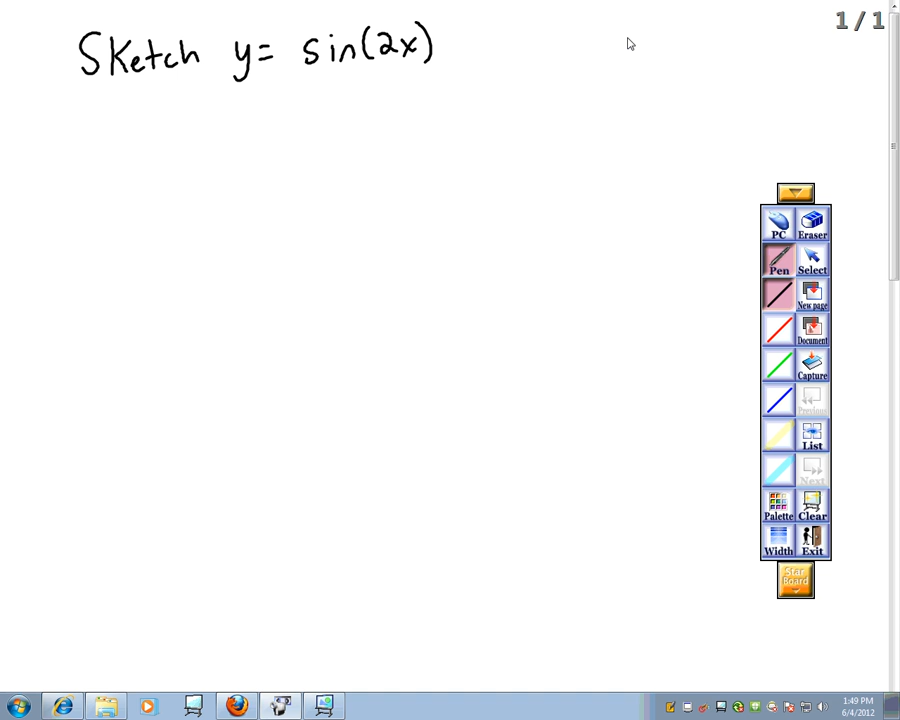 1 / 1
Sketch y= sin(2x)
PC Eraser
Pen Select
New page
Document
Capture
Previous
List
Next
Palette Clear
Width Exit
Star
Board
1:49 PM
6/4/2012